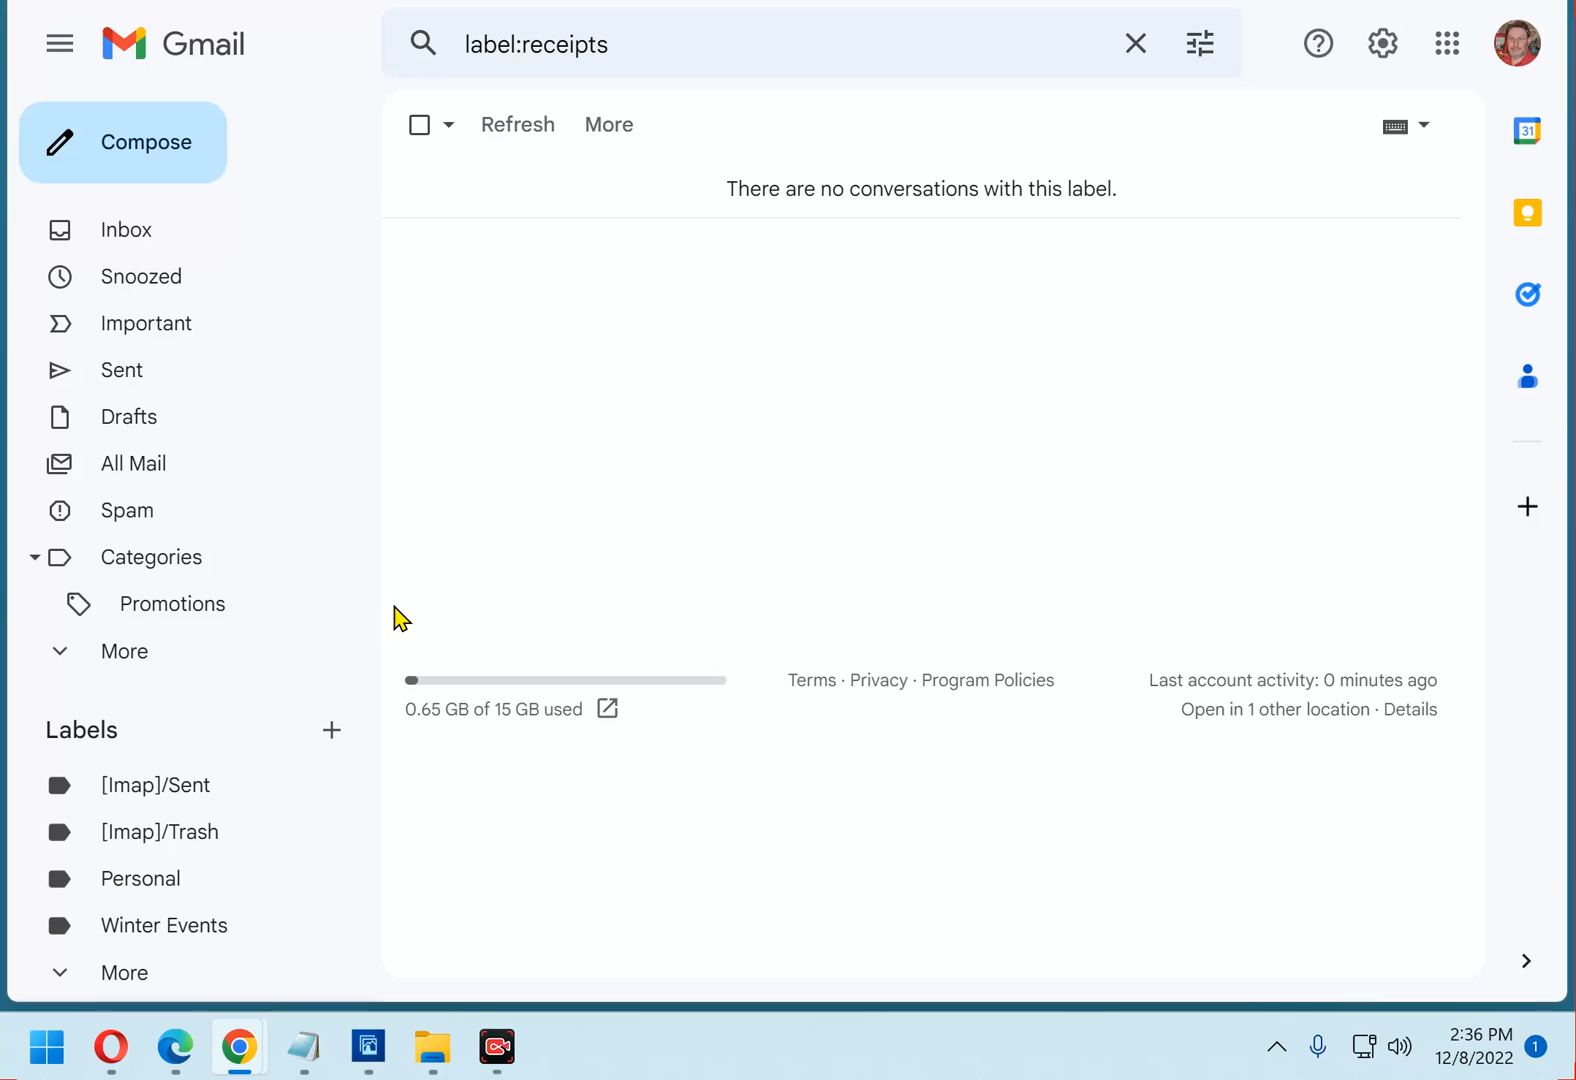 Gmail
label:receipts
Compose
Refresh More
There are no conversations with this label.
Inbox
Snoozed
Important
Sent
Drafts
All Mail
Spam
Categories
Promotions
More
Labels
[Imap]/Sent
[Imap]/Trash
Personal
Winter Events
More
0.65 GB of 15 GB used
Terms · Privacy · Program Policies
Last account activity: 0 minutes ago
Open in 1 other location · Details
31
2:36 PM
12/8/2022
1